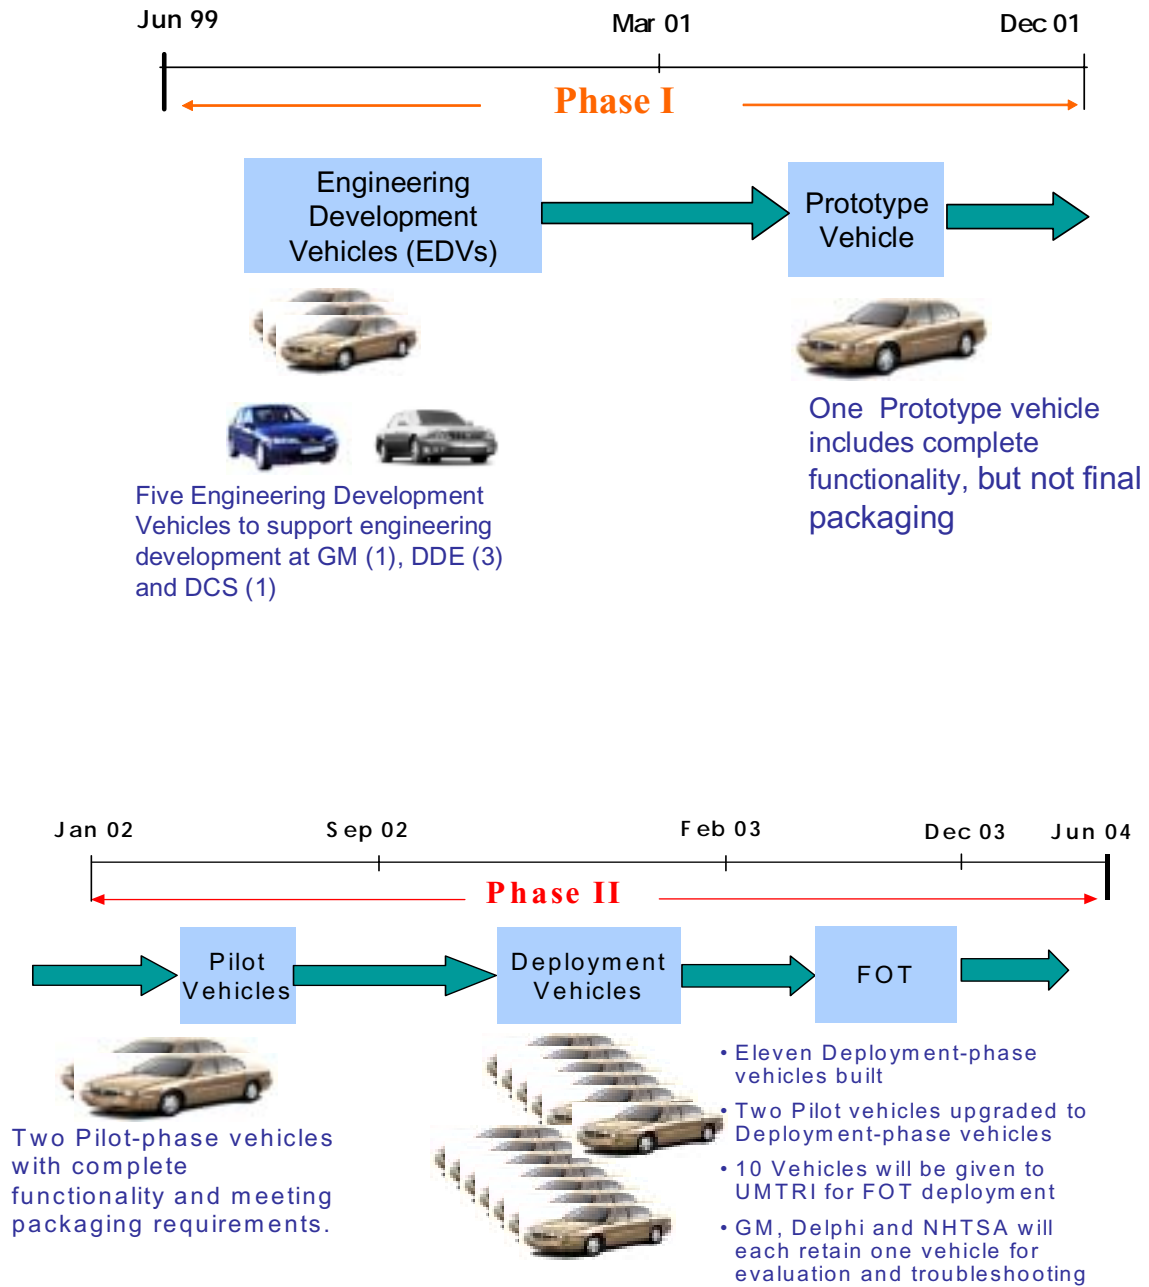 Jun 99
Mar 01
Dec 01
Phase I
Engineering
Development
Vehicles (EDVs)
Prototype
Vehicle
Five Engineering Development
Vehicles to support engineering
development at GM (1), DDE (3)
and DCS (1)
One Prototype vehicle
includes complete
functionality, but not final
packaging
Jan 02
Sep 02
Feb 03
Dec 03
Jun 04
Phase II
Pilot
Vehicles
Deployment
Vehicles
FOT
Two Pilot-phase vehicles
with complete
functionality and meeting
packaging requirements.
• Eleven Deployment-phase
vehicles built
• Two Pilot vehicles upgraded to
Deployment-phase vehicles
• 10 Vehicles will be given to
UMTRI for FOT deployment
• GM, Delphi and NHTSA will
each retain one vehicle for
evaluation and troubleshooting